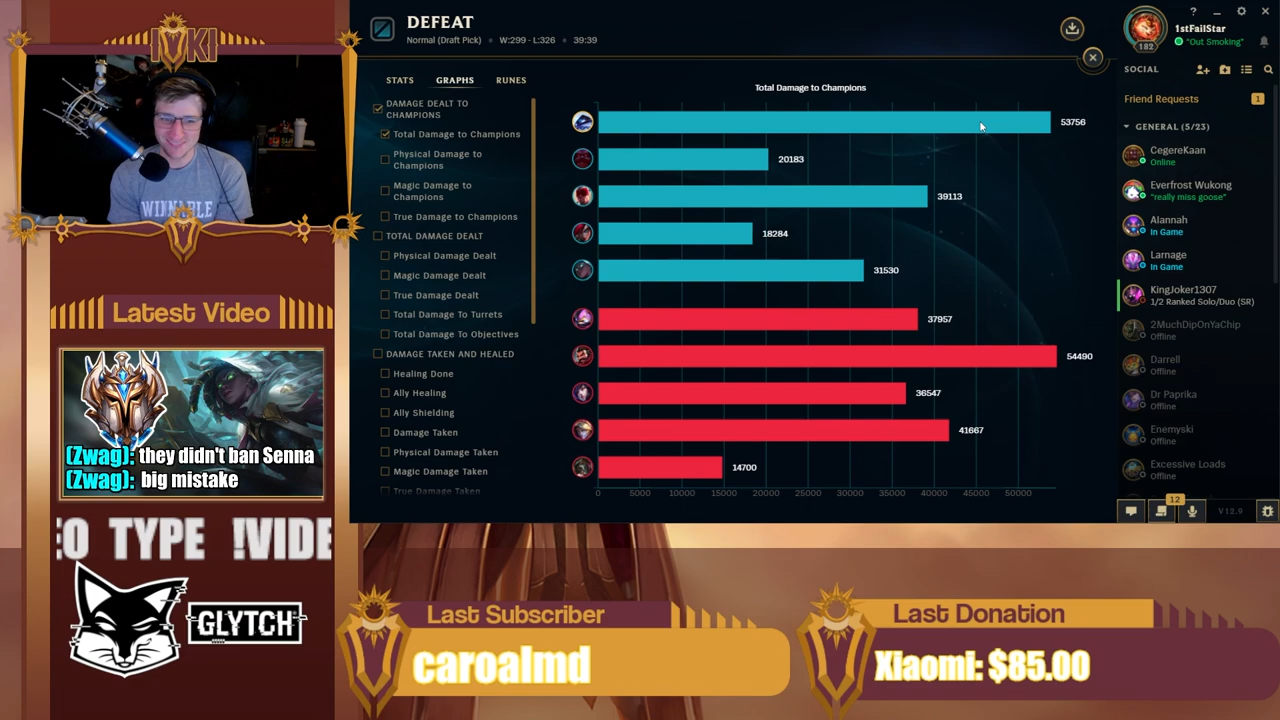 IVKI
WINNABLE
Latest Video
(Zwag): they didn't ban Senna
(Zwag): big mistake
EO TYPE !VIDE
GLYTCH
DEFEAT
Normal (Draft Pick) • W:299 - L:326 • 39:39
STATS GRAPHS RUNES
DAMAGE DEALT TO
CHAMPIONS
Total Damage to Champions
Physical Damage to
Champions
Magic Damage to
Champions
True Damage to Champions
TOTAL DAMAGE DEALT
Physical Damage Dealt
Magic Damage Dealt
True Damage Dealt
Total Damage To Turrets
Total Damage To Objectives
DAMAGE TAKEN AND HEALED
Healing Done
Ally Healing
Ally Shielding
Damage Taken
Physical Damage Taken
Magic Damage Taken
True Damage Taken
Total Damage to Champions
53756
20183
39113
18284
31530
37957
54490
36547
41667
14700
0 5000 10000 15000 20000 25000 30000 35000 40000 45000 50000
182
1stFailStar
"Out Smoking"
SOCIAL
Friend Requests 1
GENERAL (5/23)
CegereKaan
Online
Everfrost Wukong
"really miss goose"
Alannah
In Game
Larnage
In Game
KingJoker1307
1/2 Ranked Solo/Duo (SR)
2MuchDipOnYaChip
Offline
Darrell
Offline
Dr Paprika
Offline
Enemyski
Offline
Excessive Loads
Offline
12
V12.9
Last Subscriber
caroalmd
Last Donation
Xiaomi: $85.00